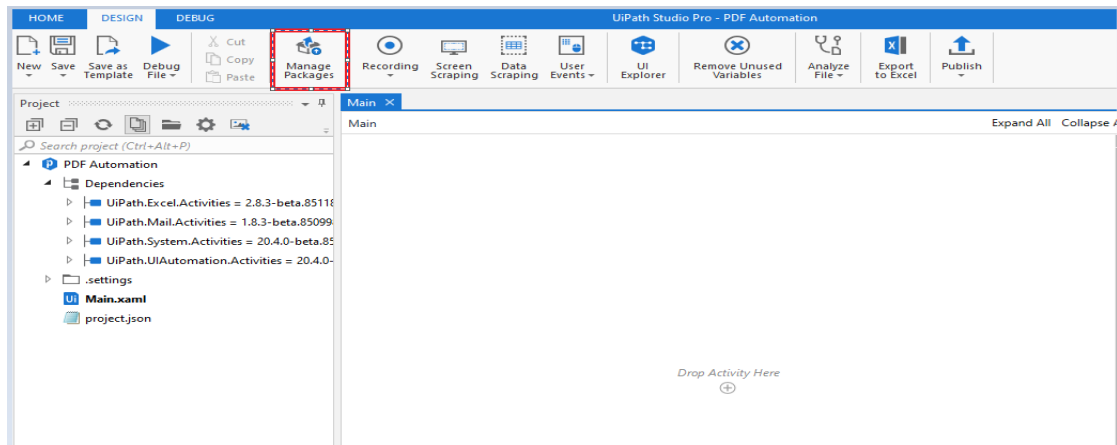 HOME DESIGN DEBUG UiPath Studio Pro - PDF Automation
New Save Save as Template Debug File Cut Copy Paste Manage Packages Recording Screen Scraping Data Scraping User Events UI Explorer Remove Unused Variables Analyze File Export to Excel Publish
Project Main
Main Expand All Collapse A
Search project (Ctrl+Alt+P)
PDF Automation
Dependencies
UiPath.Excel.Activities = 2.8.3-beta.85118
UiPath.Mail.Activities = 1.8.3-beta.85099
UiPath.System.Activities = 20.4.0-beta.85
UiPath.UIAutomation.Activities = 20.4.0-
.settings
Ui Main.xaml
project.json
Drop Activity Here